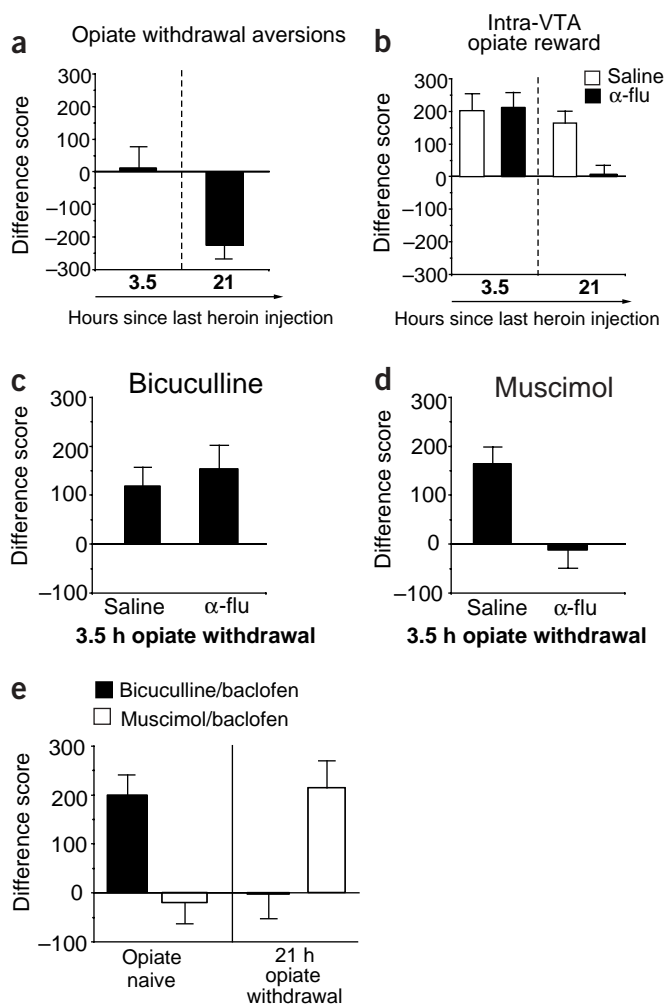 a
Opiate withdrawal aversions
Difference score
300
200
100
0
–100
–200
–300
3.5
21
Hours since last heroin injection
b
Intra-VTA
opiate reward
Saline
α-flu
Difference score
300
200
100
0
–100
–200
–300
3.5
21
Hours since last heroin injection
c
Bicuculline
Difference score
300
200
100
0
–100
Saline
α-flu
3.5 h opiate withdrawal
d
Muscimol
Difference score
300
200
100
0
–100
Saline
α-flu
3.5 h opiate withdrawal
e
Bicuculline/baclofen
Muscimol/baclofen
Difference score
300
200
100
0
–100
Opiate
naive
21 h
opiate
withdrawal